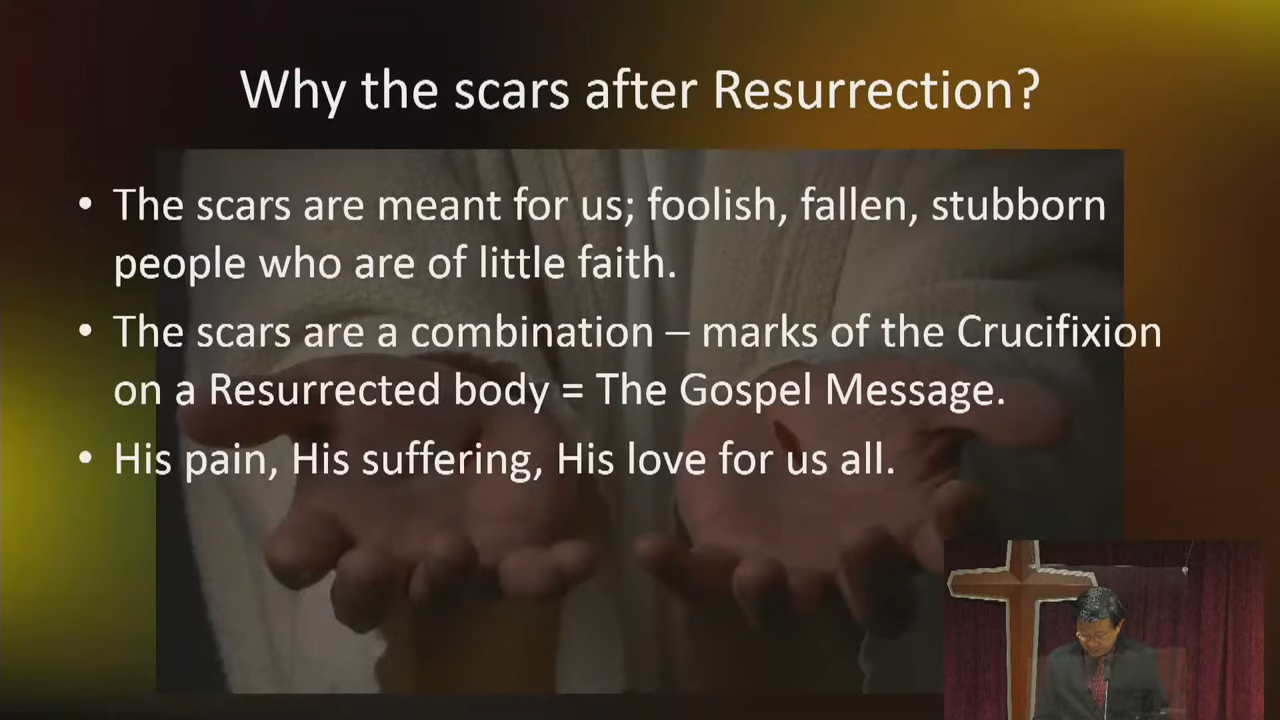 Why the scars after Resurrection?
• The scars are meant for us; foolish, fallen, stubborn
people who are of little faith.
• The scars are a combination – marks of the Crucifixion
on a Resurrected body = The Gospel Message.
• His pain, His suffering, His love for us all.